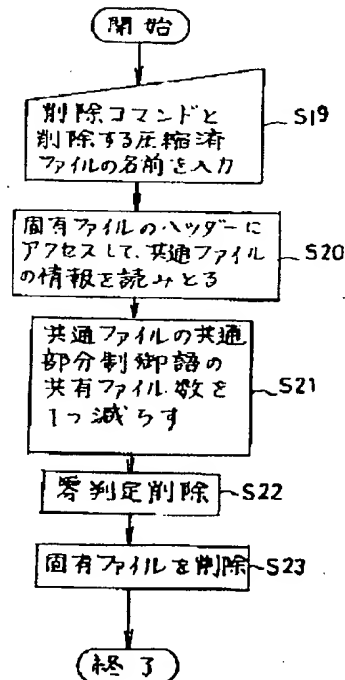 開始
削除コマンドと
削除する圧縮済
ファイルの名前を入力
S19
固有ファイルのヘッダーに
アクセスして、共通ファイル
の情報を読みとる
S20
共通ファイルの共通
部分制御語の
共有ファイル数を
1つ減らす
S21
零判定削除
S22
固有ファイルを削除
S23
終了